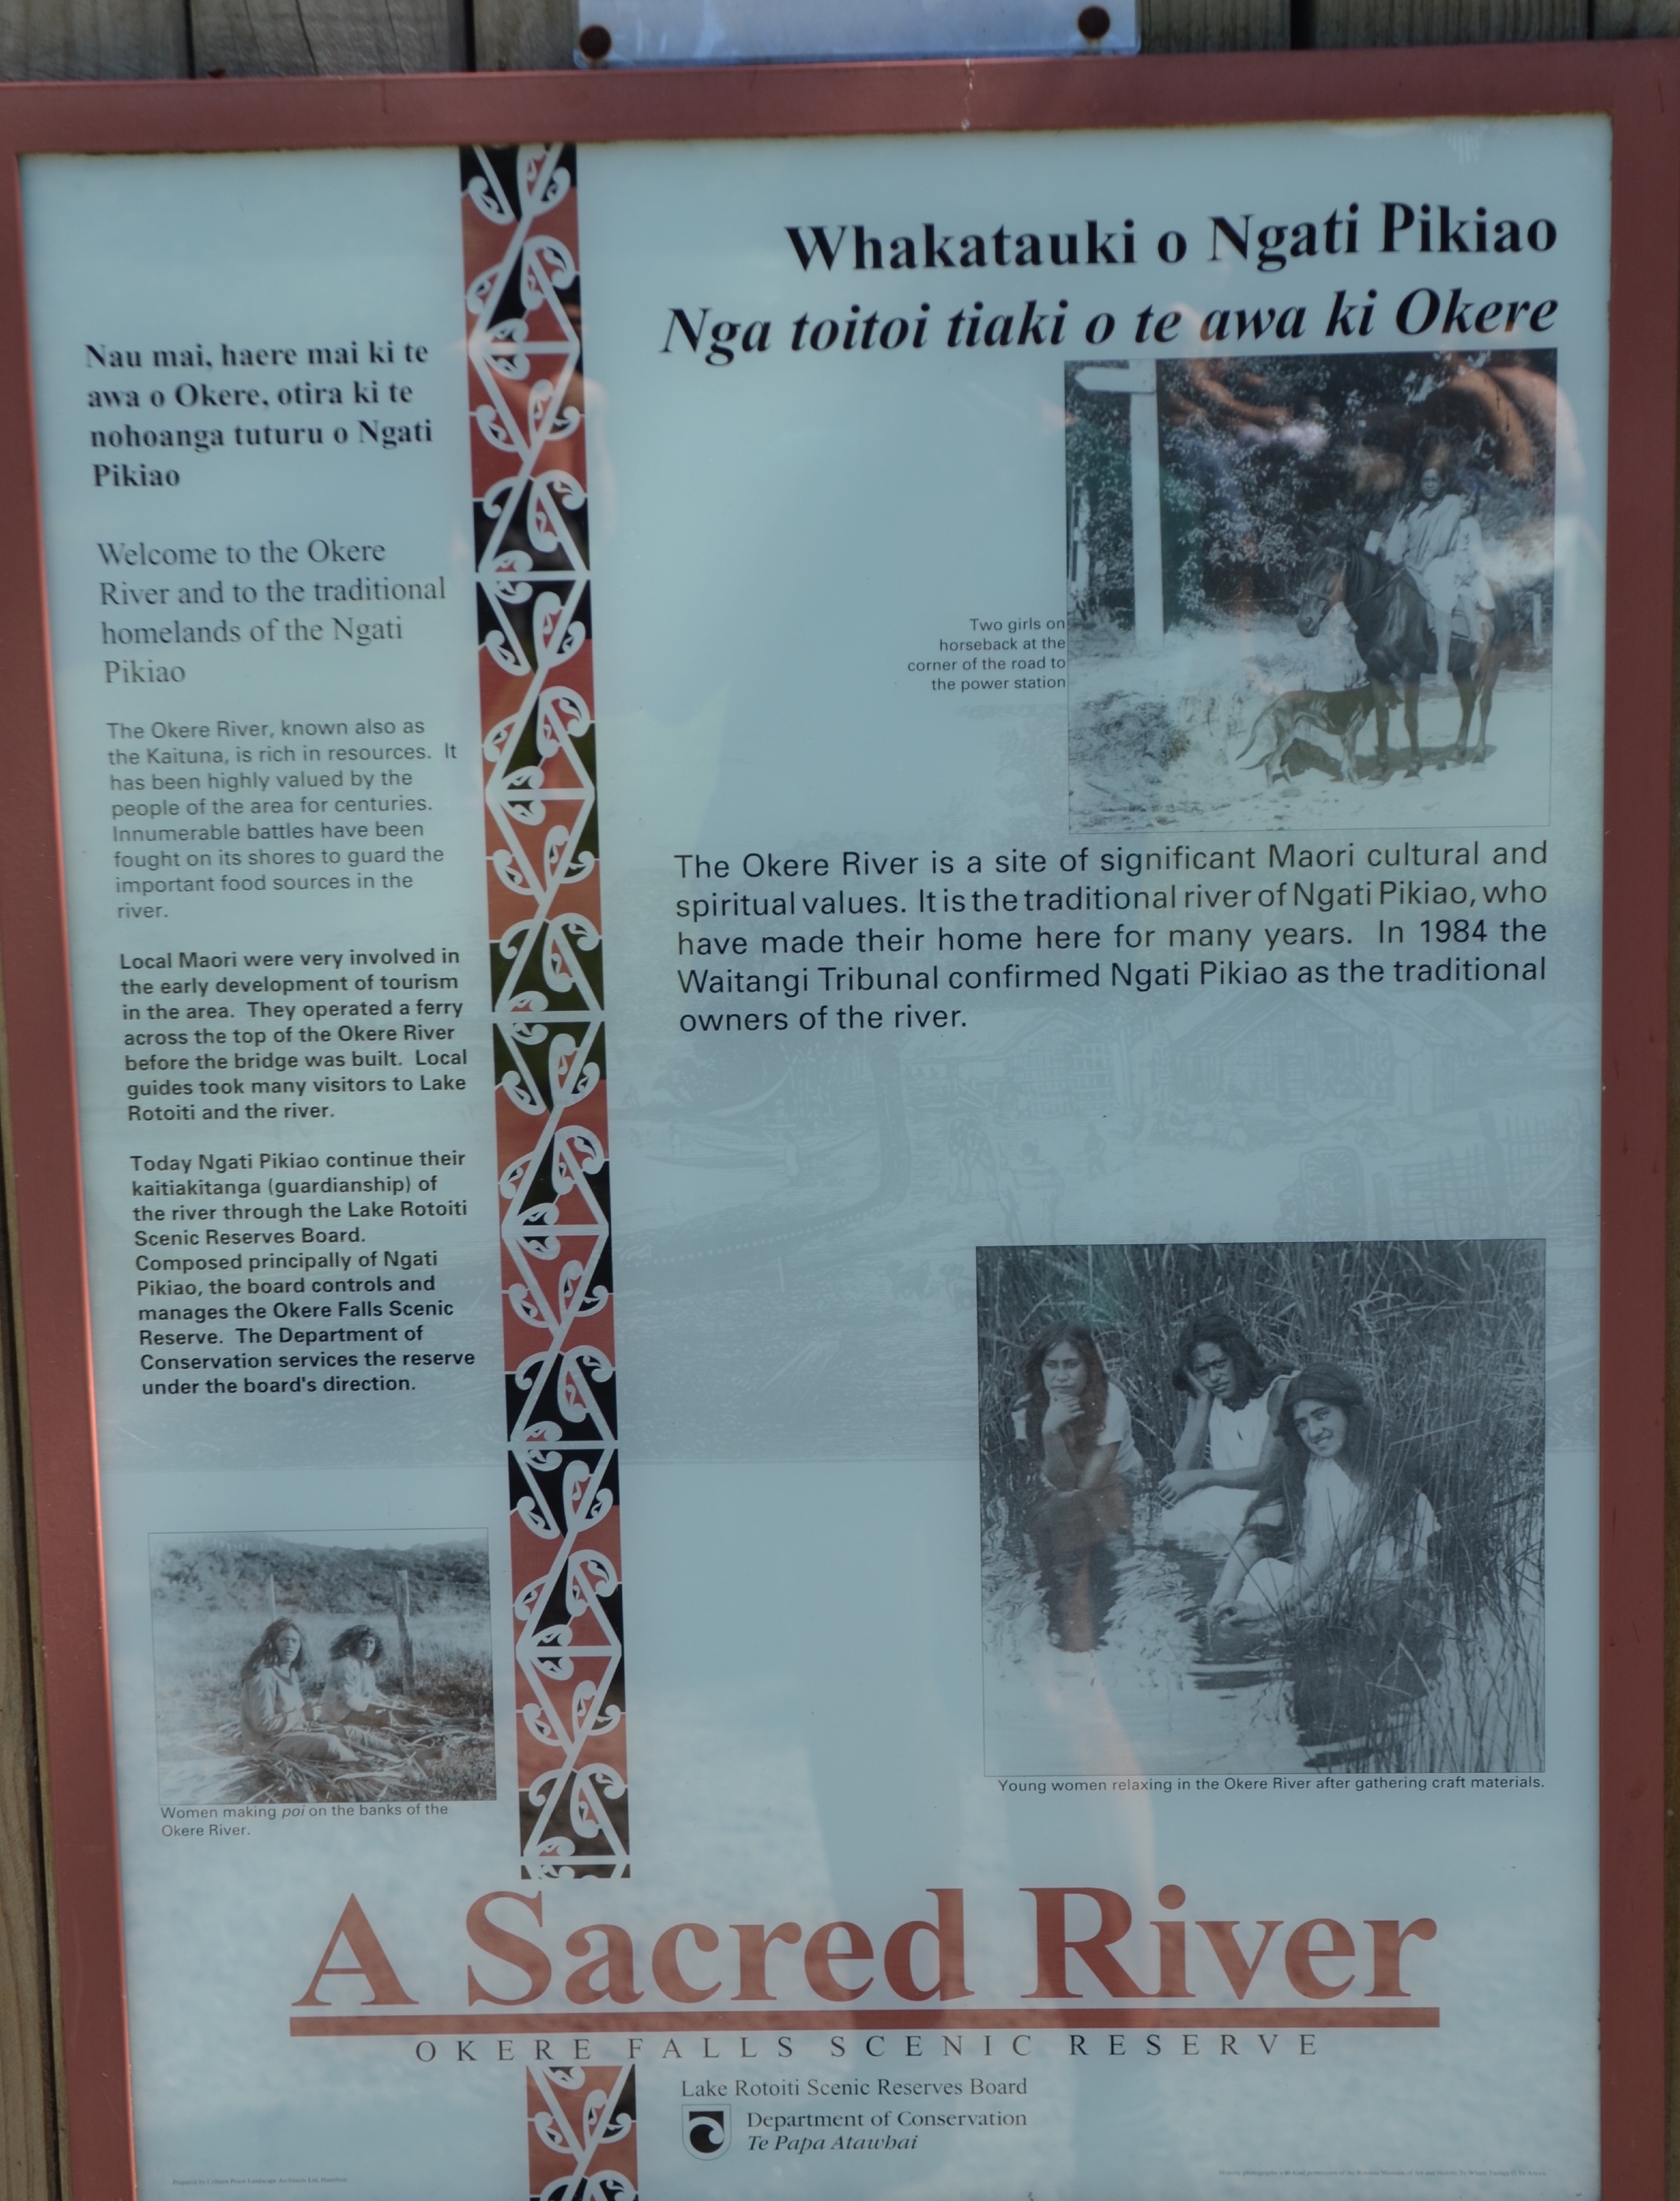 Whakatauki o Ngati Pikiao
Nga toitoi tiaki o te awa ki Okere
Nau mai, haere mai ki te
awa o Okere, otira ki te
nohoanga tuturu o Ngati
Pikiao
Welcome to the Okere
River and to the traditional
homelands of the Ngati
Pikiao
The Okere River, known also as
the Kaituna, is rich in resources. It
has been highly valued by the
people of the area for centuries.
Innumerable battles have been
fought on its shores to guard the
important food sources in the
river.
Local Maori were very involved in
the early development of tourism
in the area. They operated a ferry
across the top of the Okere River
before the bridge was built. Local
guides took many visitors to Lake
Rotoiti and the river.
Today Ngati Pikiao continue their
kaitiakitanga (guardianship) of
the river through the Lake Rotoiti
Scenic Reserves Board.
Composed principally of Ngati
Pikiao, the board controls and
manages the Okere Falls Scenic
Reserve. The Department of
Conservation services the reserve
under the board's direction.
Women making poi on the banks of the
Okere River.
Two girls on
horseback at the
corner of the road to
the power station
The Okere River is a site of significant Maori cultural and
spiritual values. It is the traditional river of Ngati Pikiao, who
have made their home here for many years. In 1984 the
Waitangi Tribunal confirmed Ngati Pikiao as the traditional
owners of the river.
Young women relaxing in the Okere River after gathering craft materials.
A Sacred River
OKERE FALLS SCENIC RESERVE
Lake Rotoiti Scenic Reserves Board
Department of Conservation
Te Papa Atawhai